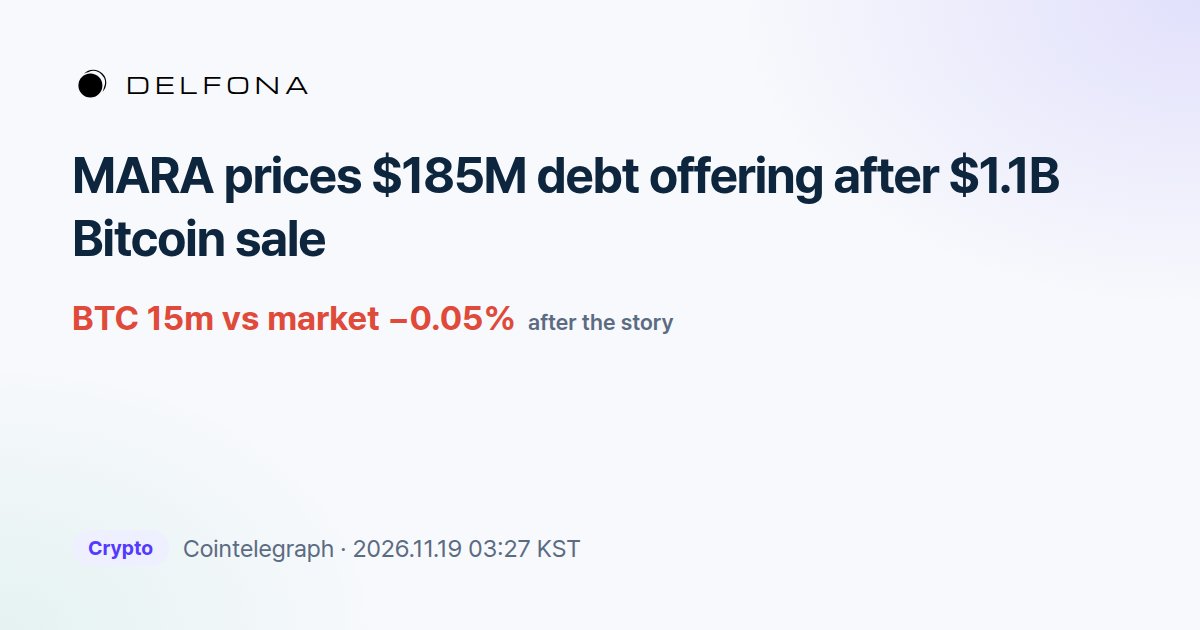 DELFONA
MARA prices $185M debt offering after $1.1B
Bitcoin sale
BTC 15m vs market −0.05% after the story
Crypto Cointelegraph · 2026.11.19 03:27 KST